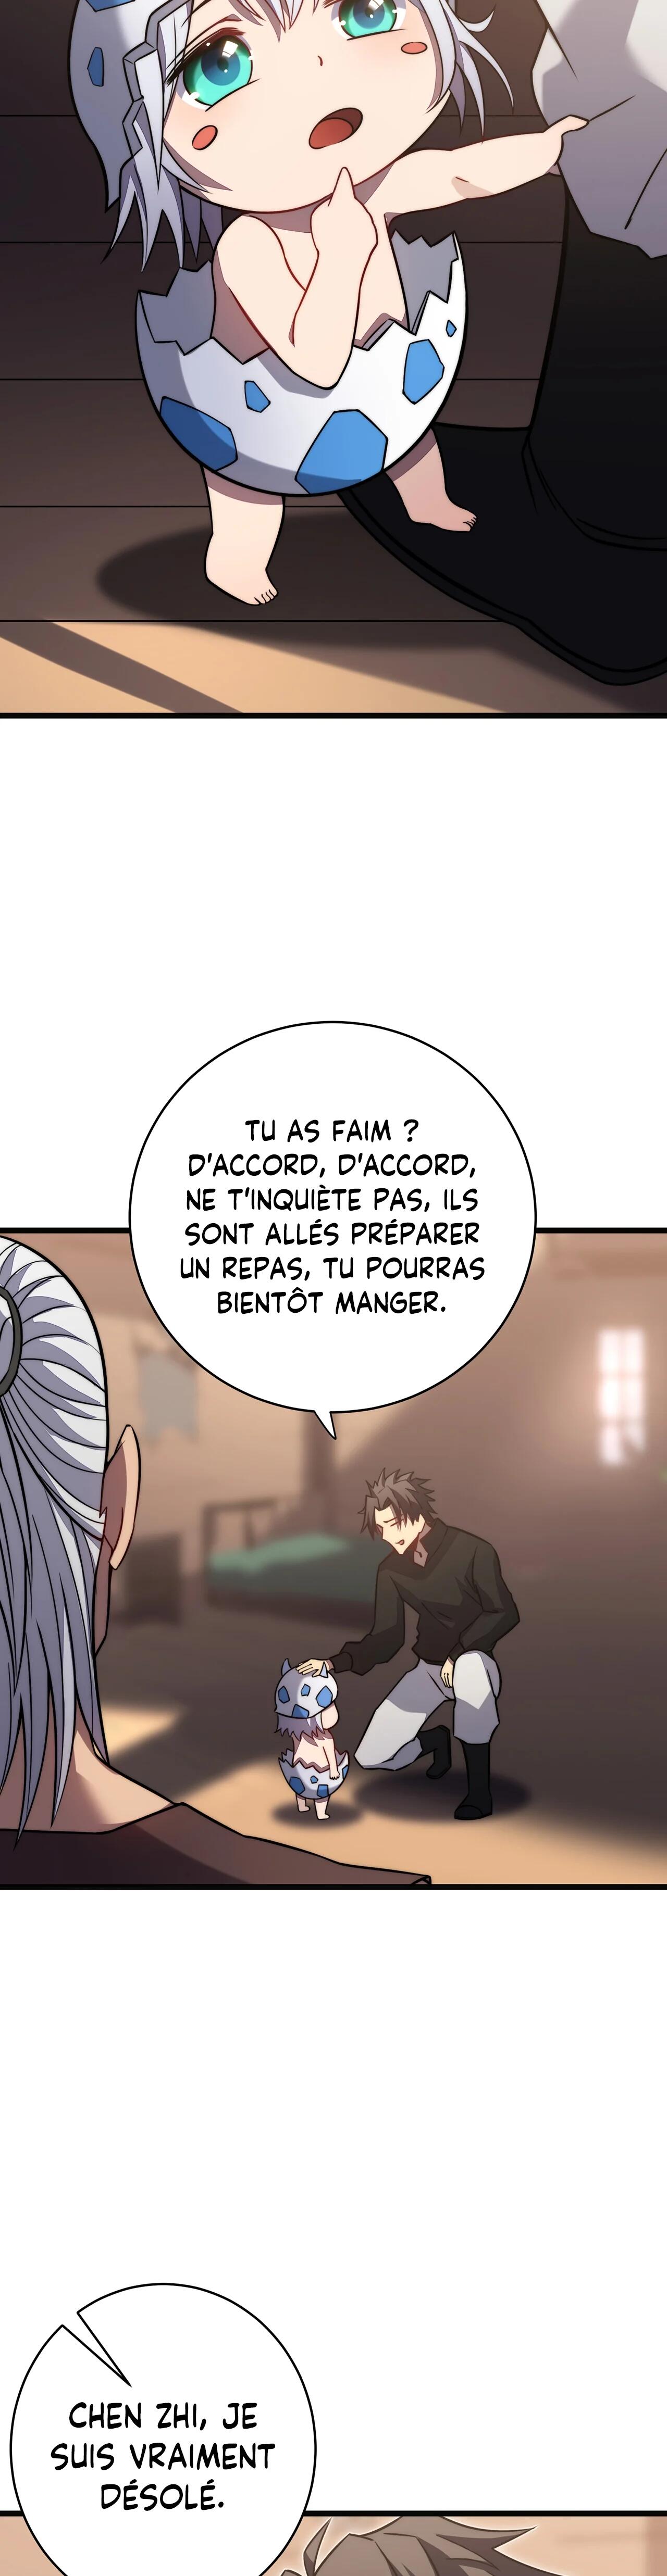 TU AS FAIM ?
D'ACCORD, D'ACCORD,
NE T'INQUIÈTE PAS, ILS
SONT ALLÉS PRÉPARER
UN REPAS, TU POURRAS
BIENTÔT MANGER.
CHEN ZHI, JE
SUIS VRAIMENT
DÉSOLÉ.